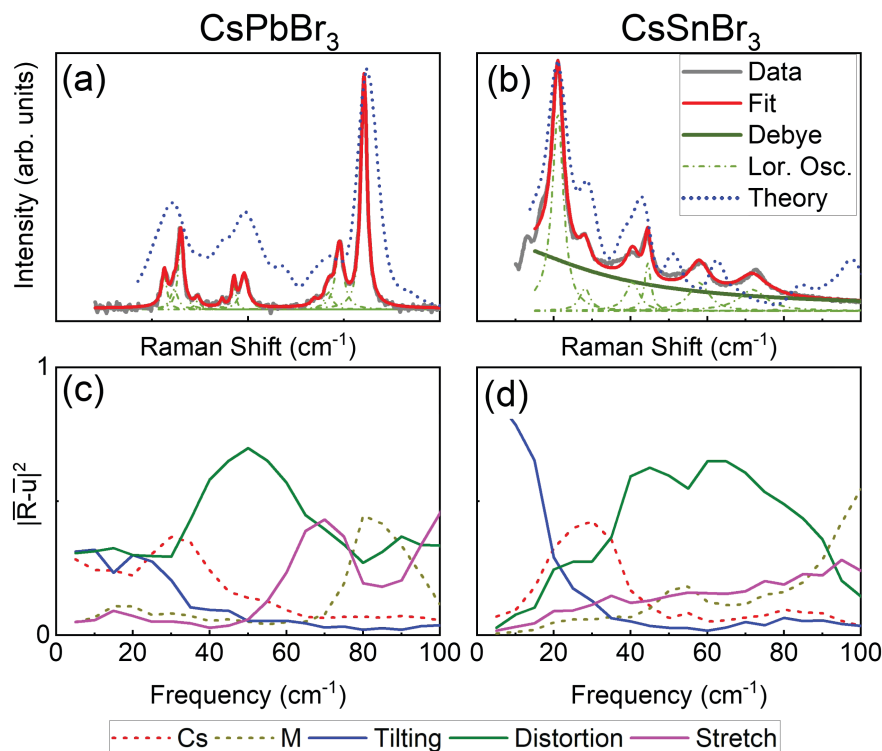 CsPbBr3
CsSnBr3
(a)
(b)
Data
Fit
Debye
Lor. Osc.
Theory
Intensity (arb. units)
Raman Shift (cm-1)
Raman Shift (cm-1)
(c)
(d)
|R̅-u̅|²
1
0
0
20
40
60
80
100
0
20
40
60
80
100
Frequency (cm-1)
Frequency (cm-1)
Cs
M
Tilting
Distortion
Stretch